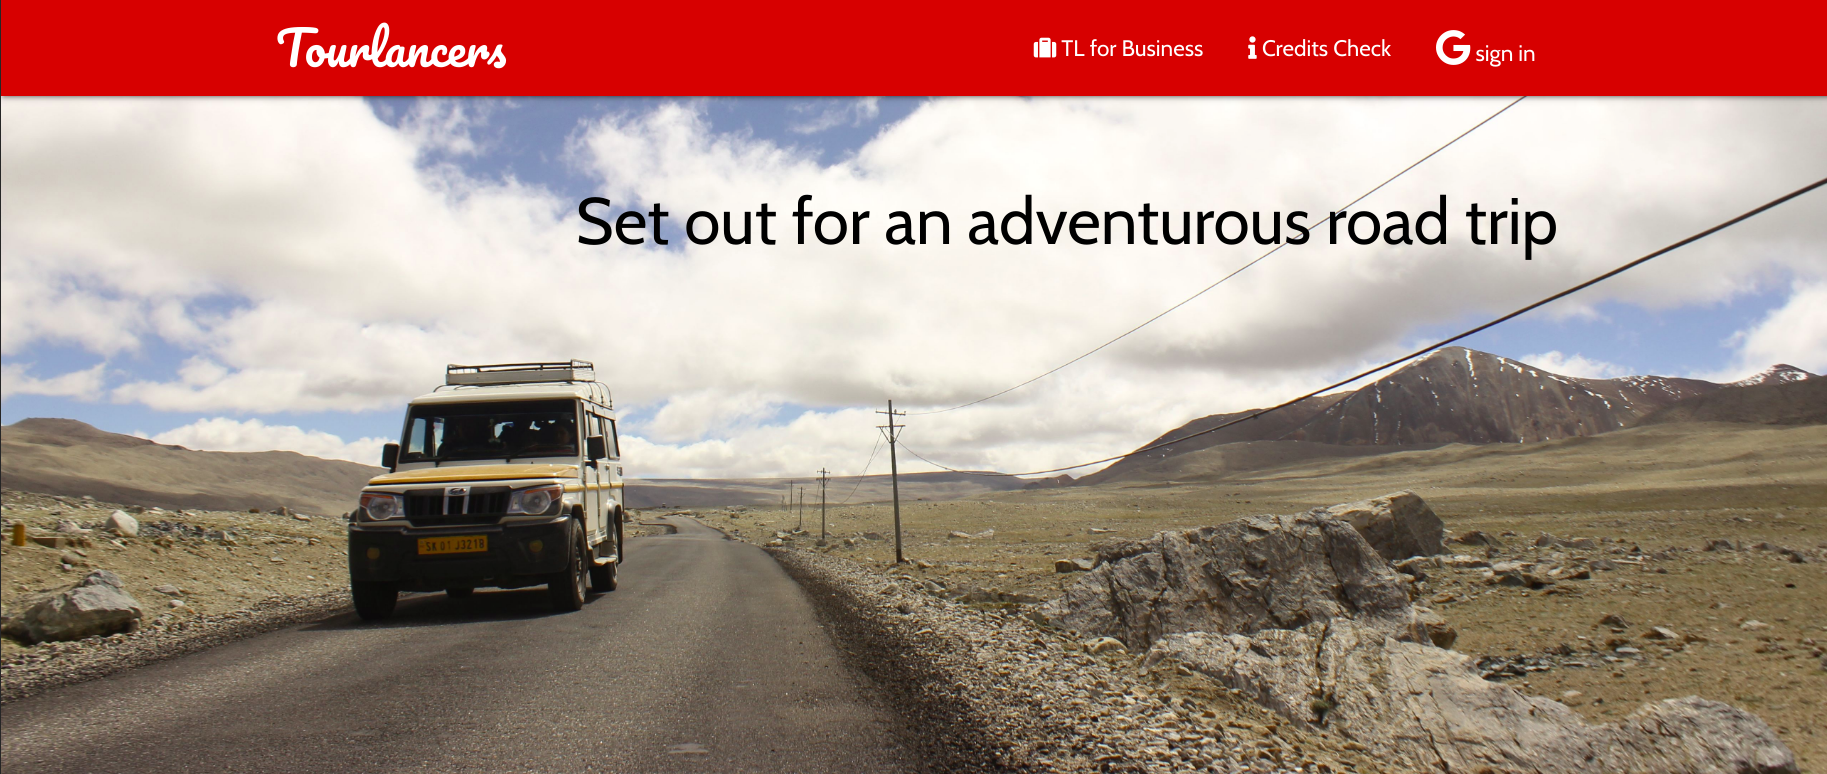 Tourlancers
TL for Business
Credits Check
sign in
Set out for an adventurous road trip
SK 01 J3218